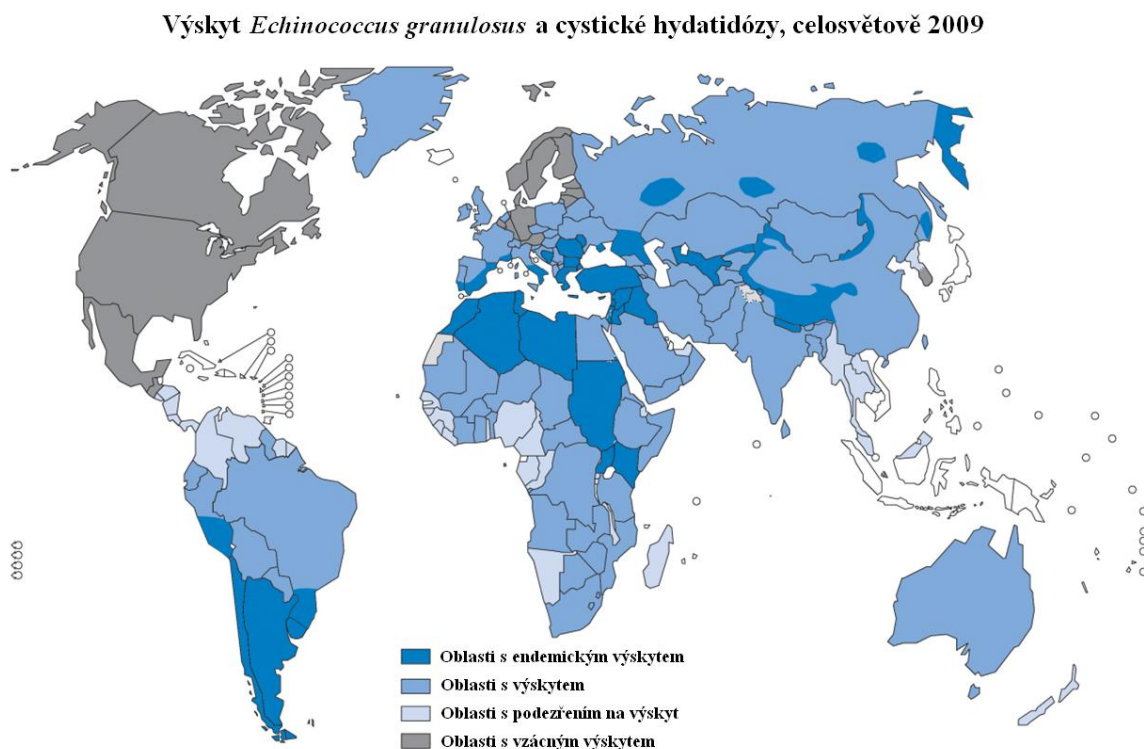 Výskyt Echinococcus granulosus a cystické hydatidózy, celosvětově 2009
Oblasti s endemickým výskytem
Oblasti s výskytem
Oblasti s podezřením na výskyt
Oblasti s vzácným výskytem